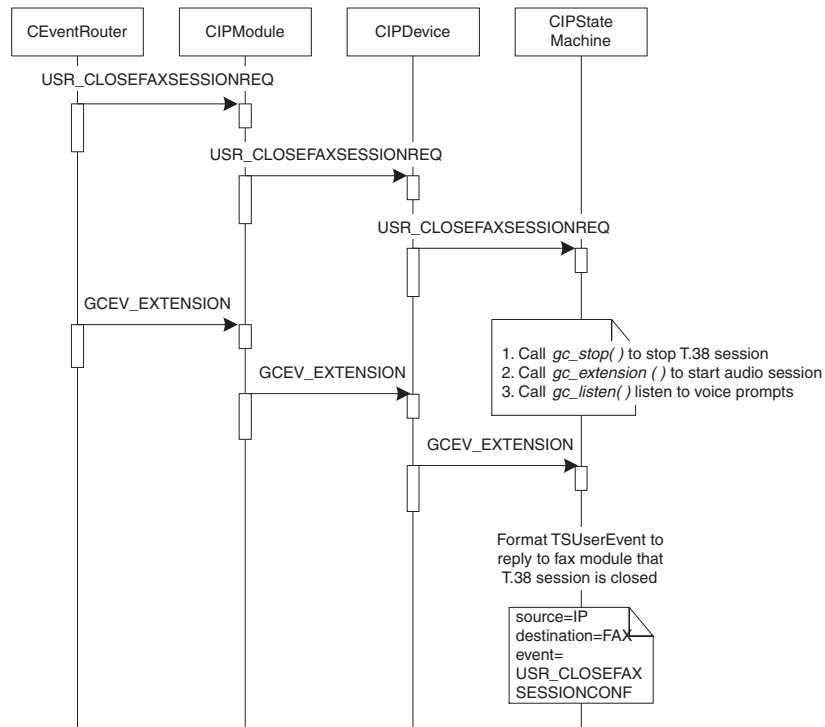 CEventRouter
CIPModule
CIPDevice
CIPState
Machine
USR_CLOSEFAXSESSIONREQ
USR_CLOSEFAXSESSIONREQ
USR_CLOSEFAXSESSIONREQ
GCEV_EXTENSION
1. Call gc_stop( ) to stop T.38 session
2. Call gc_extension ( ) to start audio session
3. Call gc_listen( ) listen to voice prompts
GCEV_EXTENSION
GCEV_EXTENSION
Format TSUserEvent to
reply to fax module that
T.38 session is closed
source=IP
destination=FAX
event=
USR_CLOSEFAX
SESSIONCONF